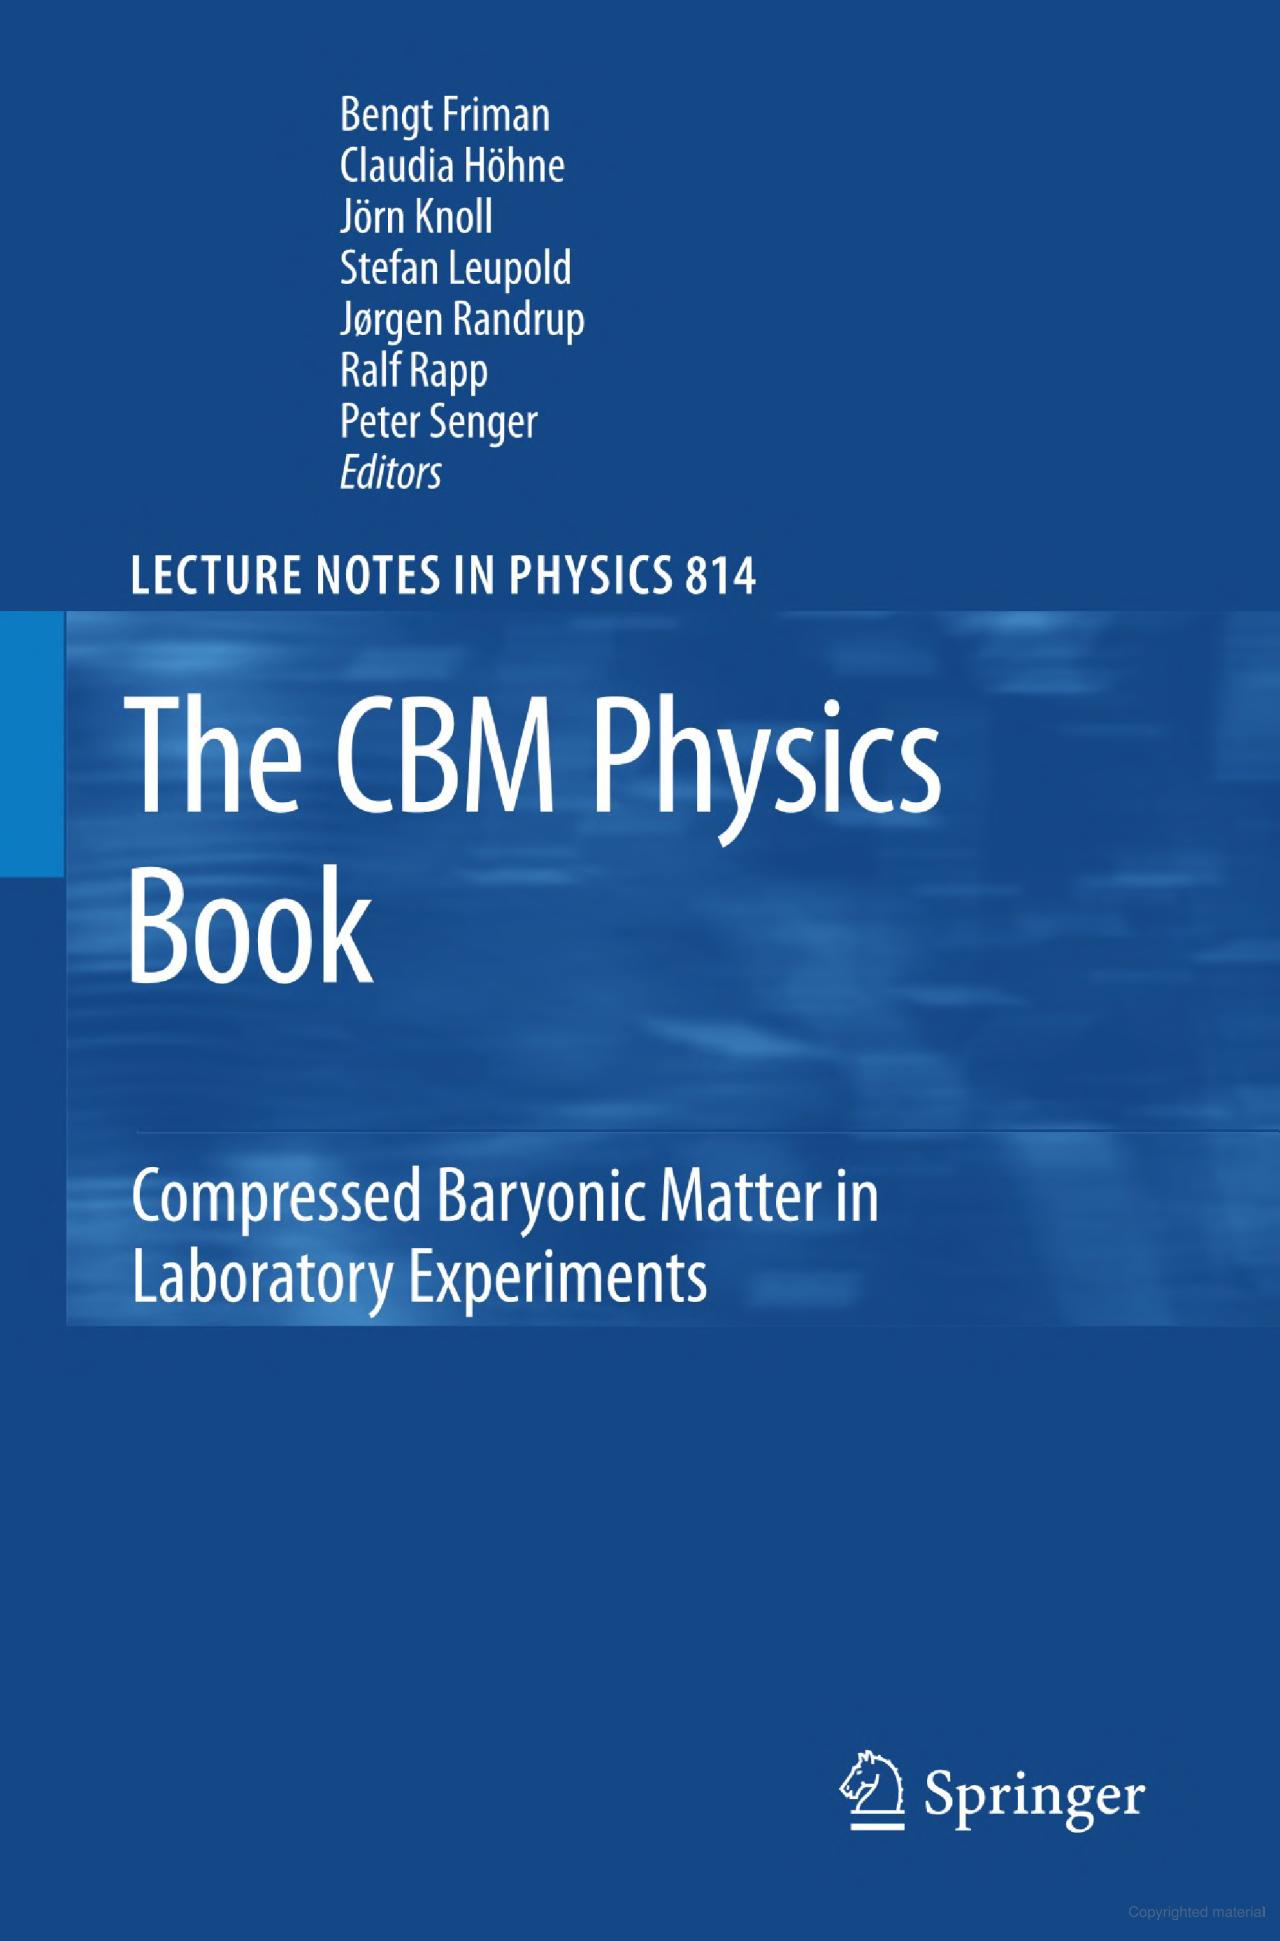 Bengt Friman
Claudia Höhne
Jörn Knoll
Stefan Leupold
Jørgen Randrup
Ralf Rapp
Peter Senger
Editors
LECTURE NOTES IN PHYSICS 814
The CBM Physics
Book
Compressed Baryonic Matter in
Laboratory Experiments
Springer
Copyrighted material